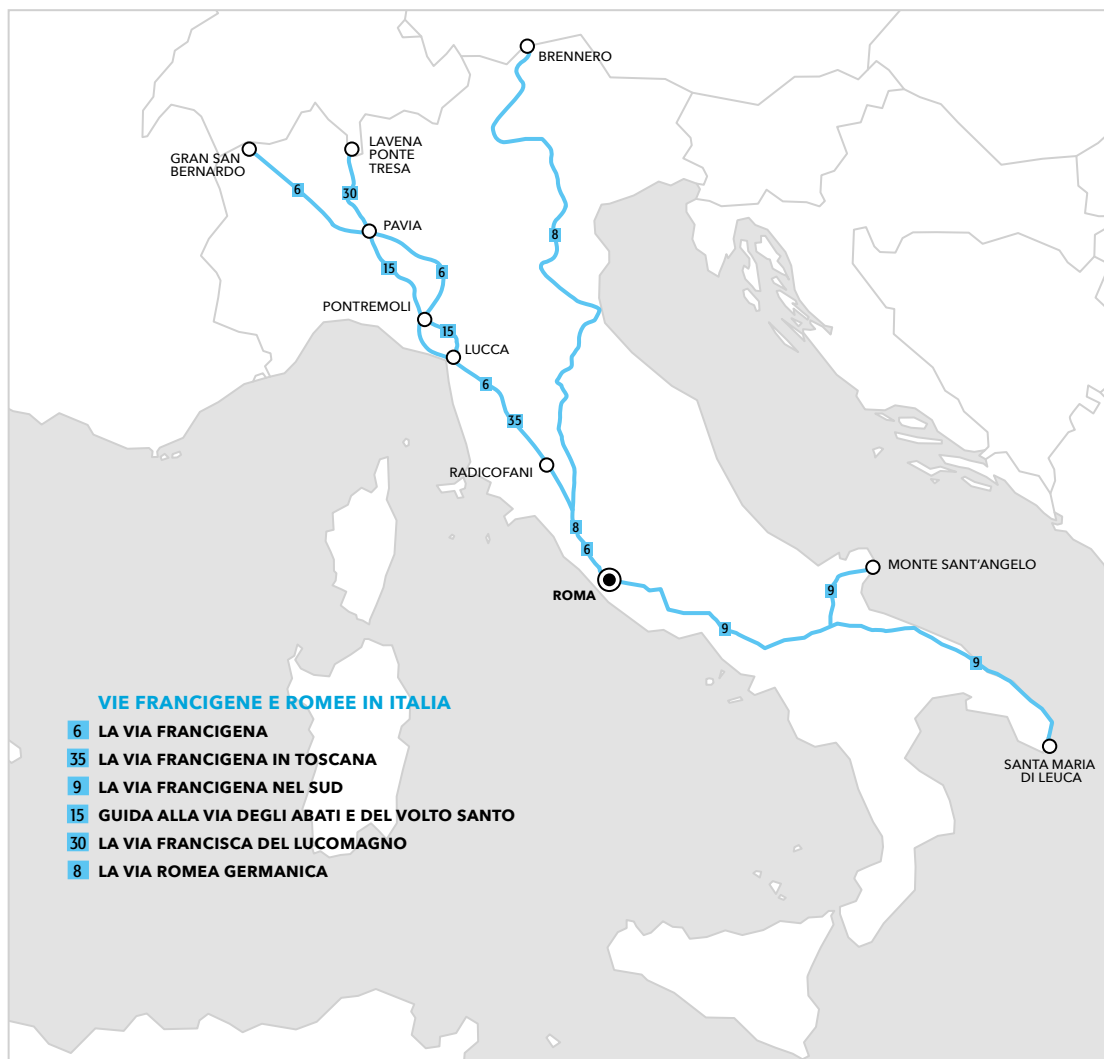 BRENNERO
LAVENA
PONTE
TRESA
GRAN SAN
BERNARDO
6
30
PAVIA
8
15
6
PONTREMOLI
15
LUCCA
6
35
RADICOFANI
8
6
MONTE SANT'ANGELO
ROMA
9
9
9
VIE FRANCIGENE E ROMEE IN ITALIA
6 LA VIA FRANCIGENA
35 LA VIA FRANCIGENA IN TOSCANA
9 LA VIA FRANCIGENA NEL SUD
15 GUIDA ALLA VIA DEGLI ABATI E DEL VOLTO SANTO
30 LA VIA FRANCISCA DEL LUCOMAGNO
8 LA VIA ROMEA GERMANICA
SANTA MARIA
DI LEUCA